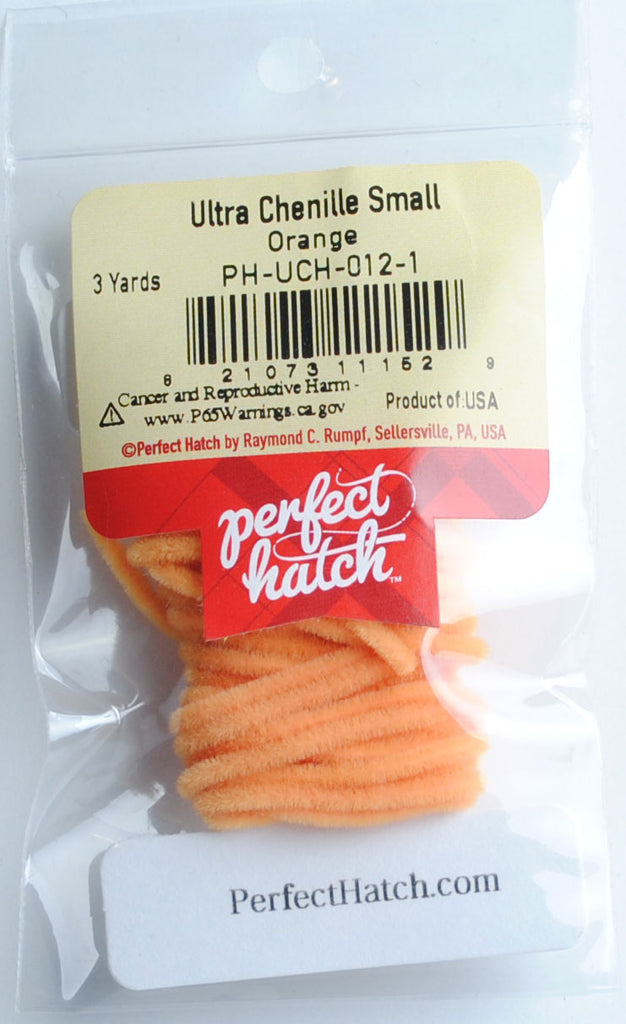 Ultra Chenille Small
Orange
3 Yards
PH-UCH-012-1
8 21073 11152 9
Cancer and Reproductive Harm -
www.P65Warnings.ca.gov
Product of:USA
©Perfect Hatch by Raymond C. Rumpf, Sellersville, PA, USA
perfect
hatch™
PerfectHatch.com